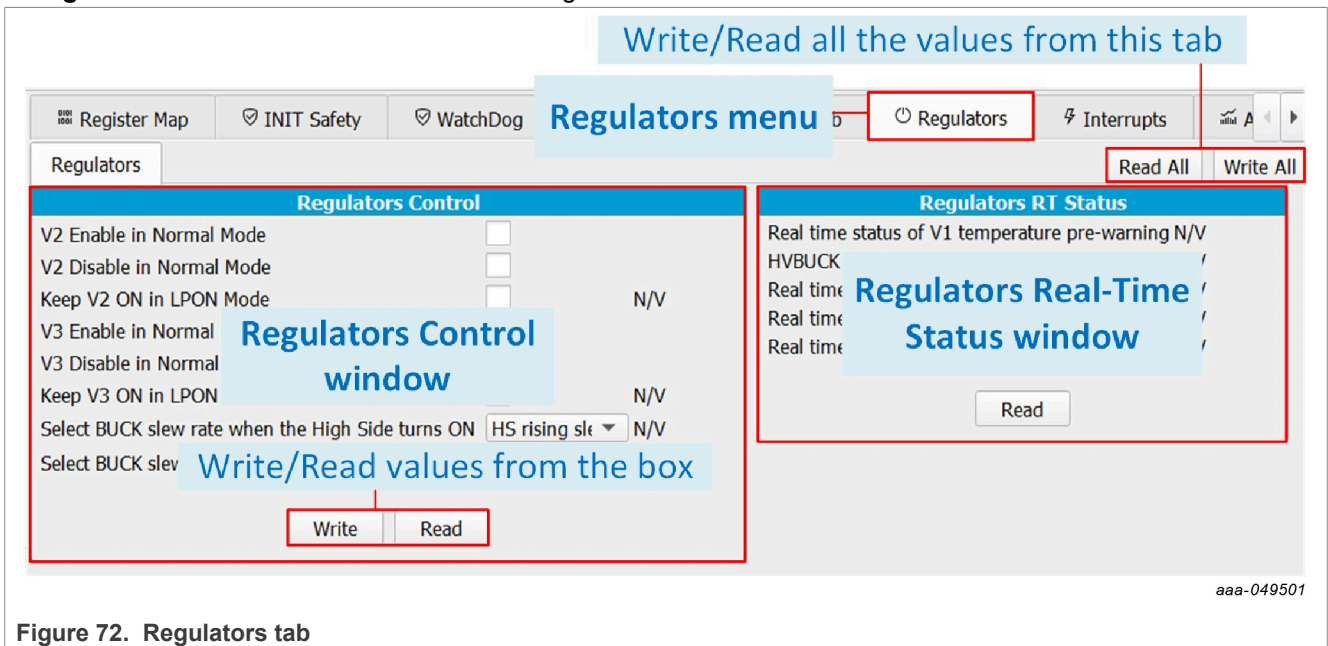 Write/Read all the values from this tab
Register Map INIT Safety WatchDog Regulators menu Regulators Interrupts A
Regulators Read All Write All
Regulators Control
V2 Enable in Normal Mode
V2 Disable in Normal Mode
Keep V2 ON in LPON Mode N/V
V3 Enable in Normal
V3 Disable in Normal
Keep V3 ON in LPON N/V
Regulators Control
window
Select BUCK slew rate when the High Side turns ON HS rising sle N/V
Select BUCK slew
Write/Read values from the box
Write Read
Regulators RT Status
Real time status of V1 temperature pre-warning N/V
HVBUCK
Real time
Real time
Real time
Regulators Real-Time
Status window
Read
aaa-049501
Figure 72. Regulators tab